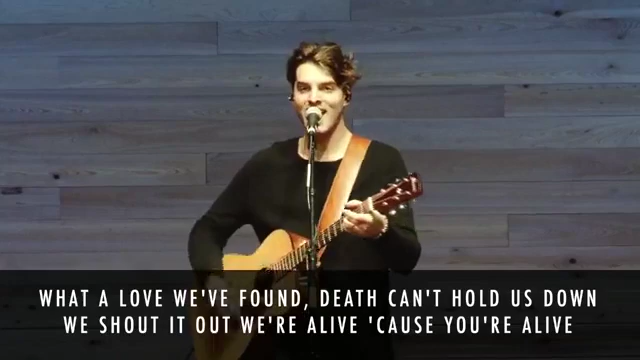 WHAT A LOVE WE'VE FOUND, DEATH CAN'T HOLD US DOWN
WE SHOUT IT OUT WE'RE ALIVE 'CAUSE YOU'RE ALIVE